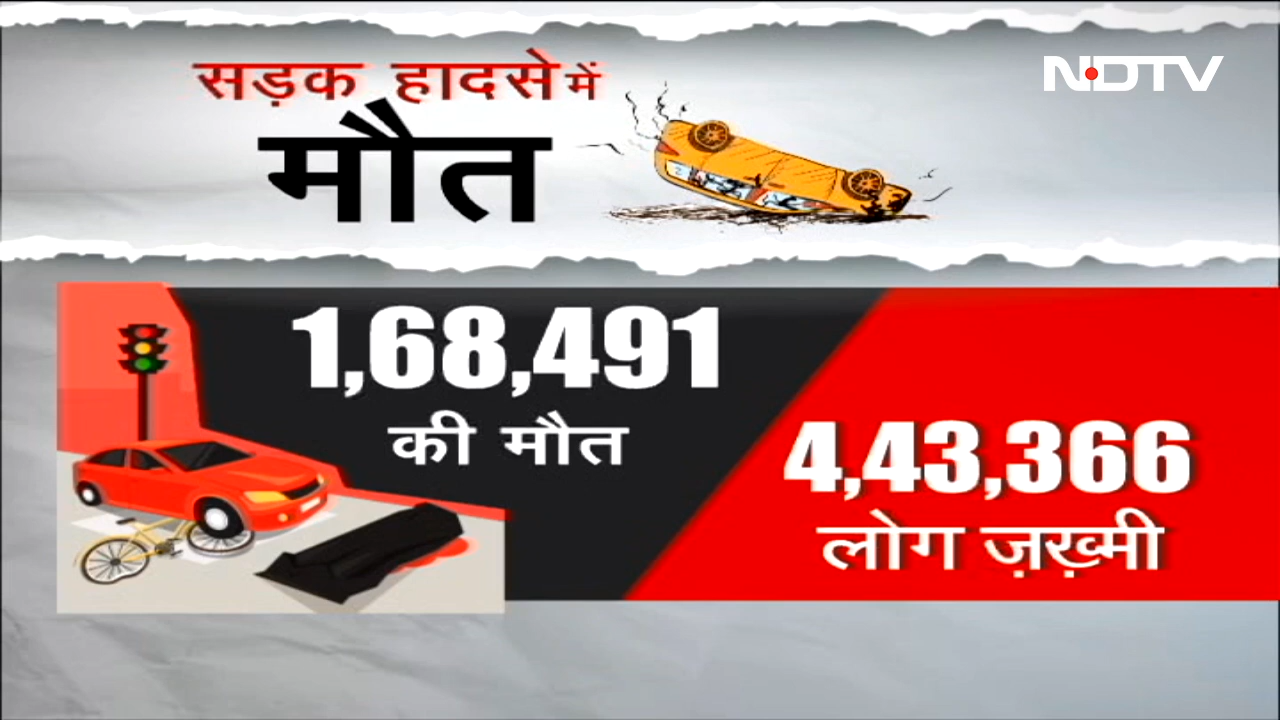 सड़क हादसे में
NDTV
मौत
1,68,491
की मौत
4,43,366
लोग ज़ख़्मी